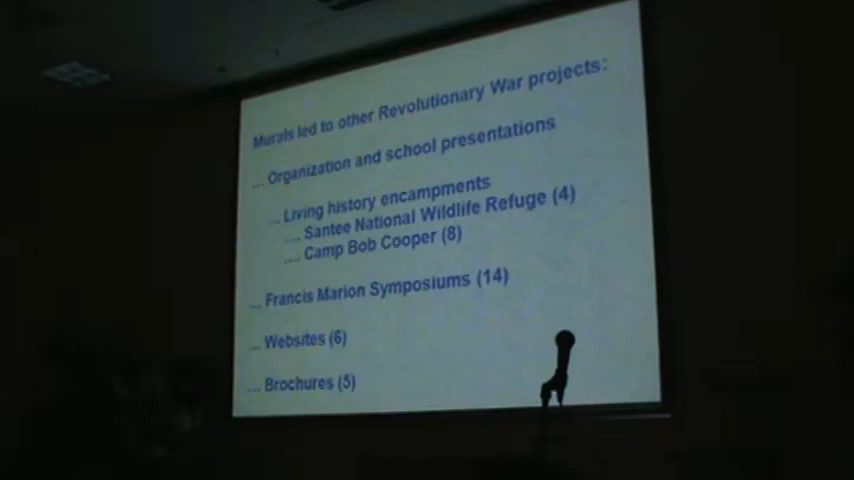 Murals led to other Revolutionary War projects:
... Organization and school presentations
... Living history encampments
.... Santee National Wildlife Refuge (4)
.... Camp Bob Cooper (8)
... Francis Marion Symposiums (14)
... Websites (6)
... Brochures (5)